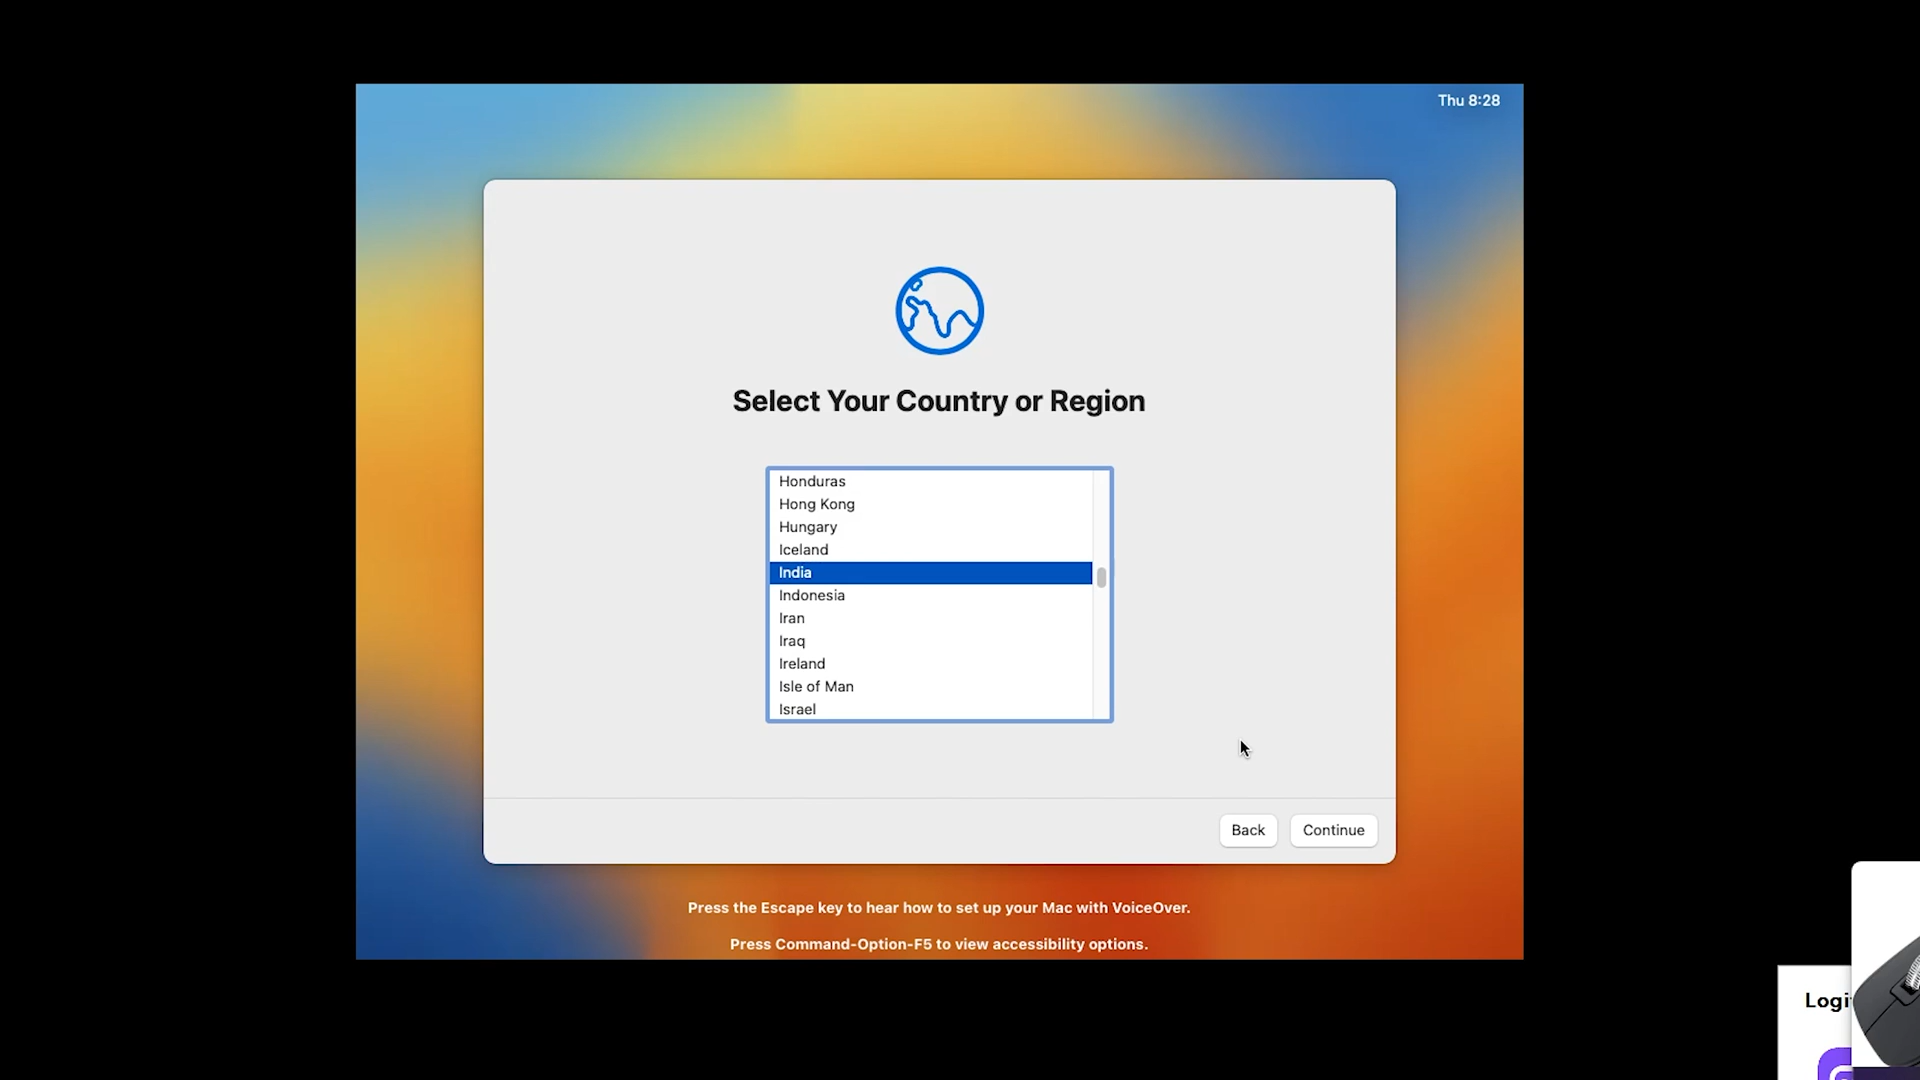 Thu 8:28
Select Your Country or Region
Honduras
Hong Kong
Hungary
Iceland
India
Indonesia
Iran
Iraq
Ireland
Isle of Man
Israel
Back
Continue
Press the Escape key to hear how to set up your Mac with VoiceOver.
Press Command-Option-F5 to view accessibility options.
Logi